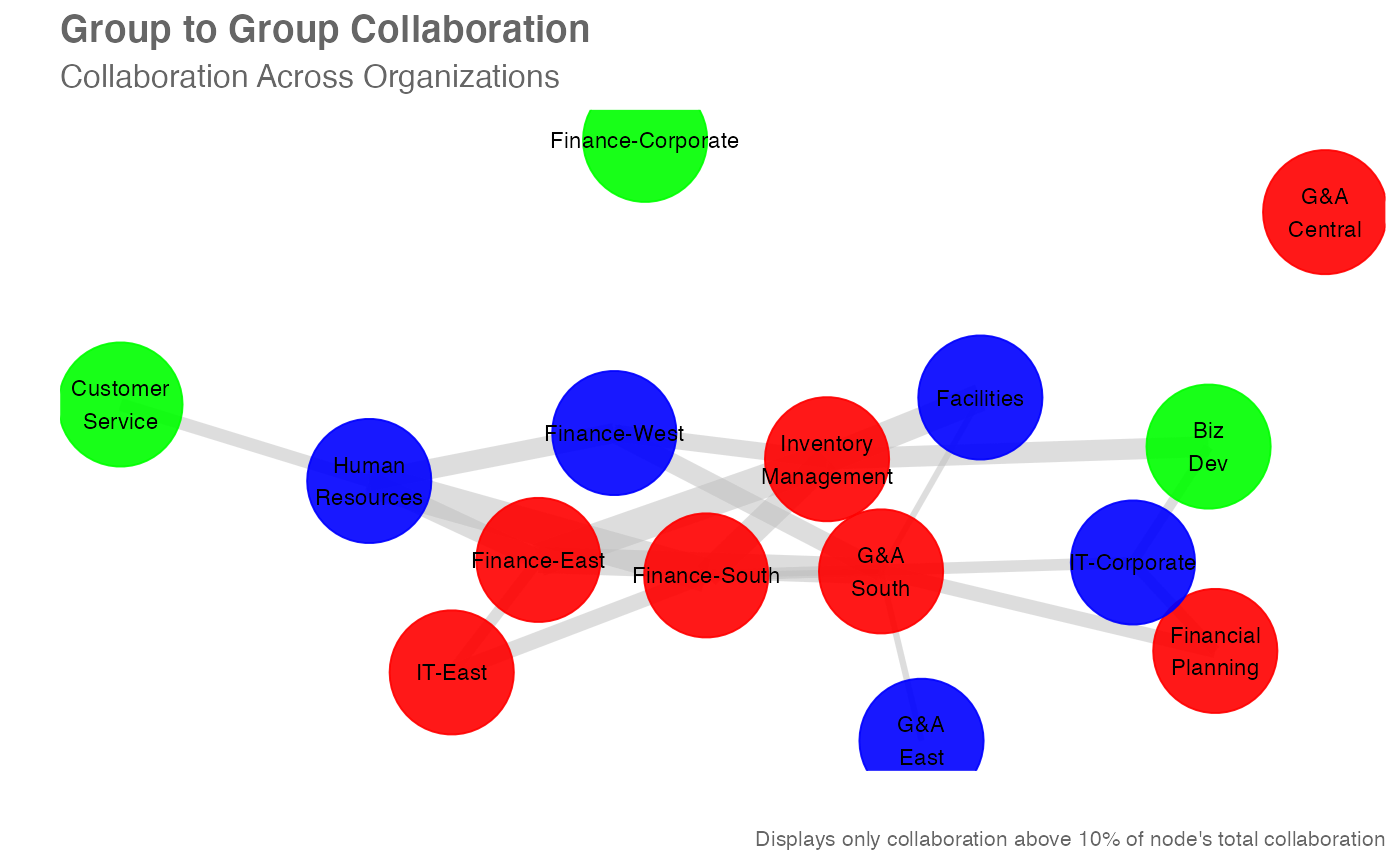 Group to Group Collaboration
Collaboration Across Organizations
Finance-Corporate
G&A
Central
Customer
Service
Human
Resources
Finance-West
Inventory
Management
Facilities
Biz
Dev
Finance-East
Finance-South
G&A
South
IT-Corporate
IT-East
Financial
Planning
G&A
East
Displays only collaboration above 10% of node's total collaboration